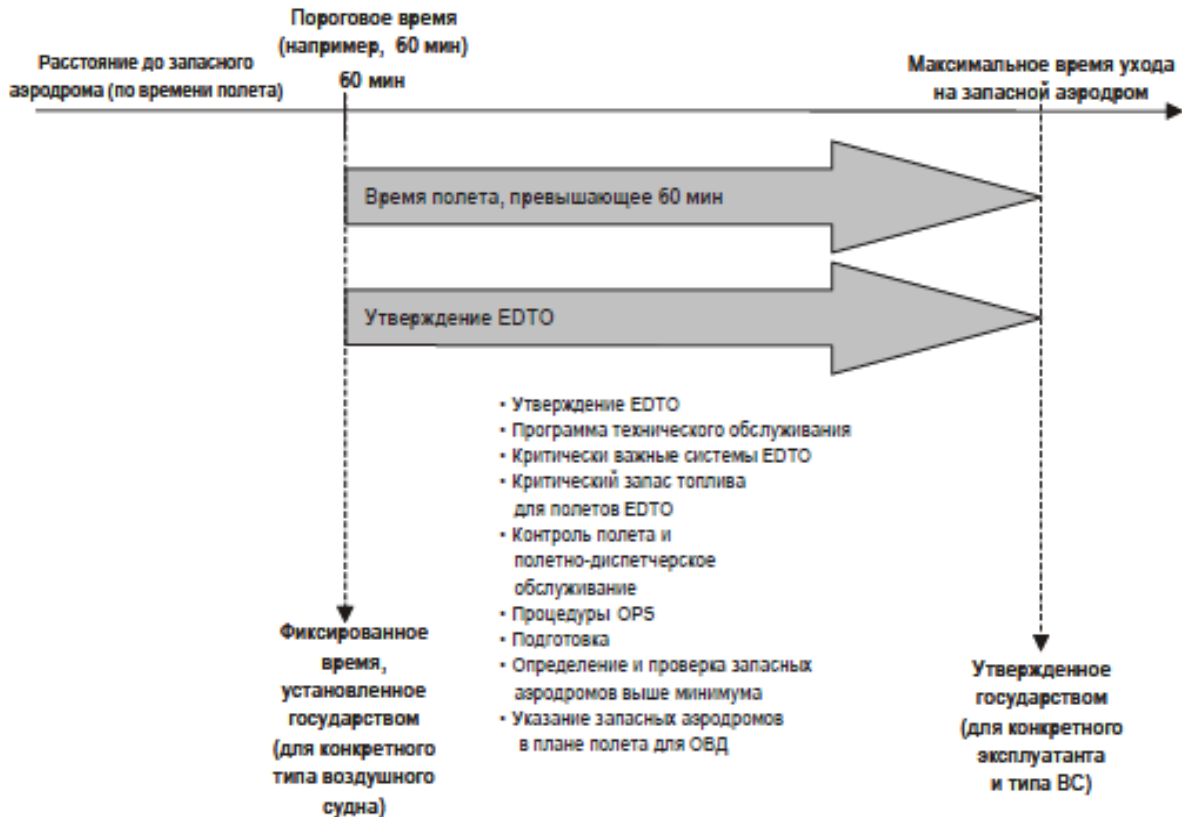 Пороговое время
(например, 60 мин)
60 мин
Расстояние до запасного
аэродрома (по времени полета)
Максимальное время ухода
на запасной аэродром
Время полета, превышающее 60 мин
Утверждение EDTO
• Утверждение EDTO
• Программа технического обслуживания
• Критически важные системы EDTO
• Критический запас топлива
для полетов EDTO
• Контроль полета и
полетно-диспетчерское
обслуживание
• Процедуры OPS
• Подготовка
• Определение и проверка запасных
аэродромов выше минимума
• Указание запасных аэродромов
в плане полета для ОВД
Фиксированное
время,
установленное
государством
(для конкретного
типа воздушного
судна)
Утвержденное
государством
(для конкретного
эксплуатанта
и типа ВС)